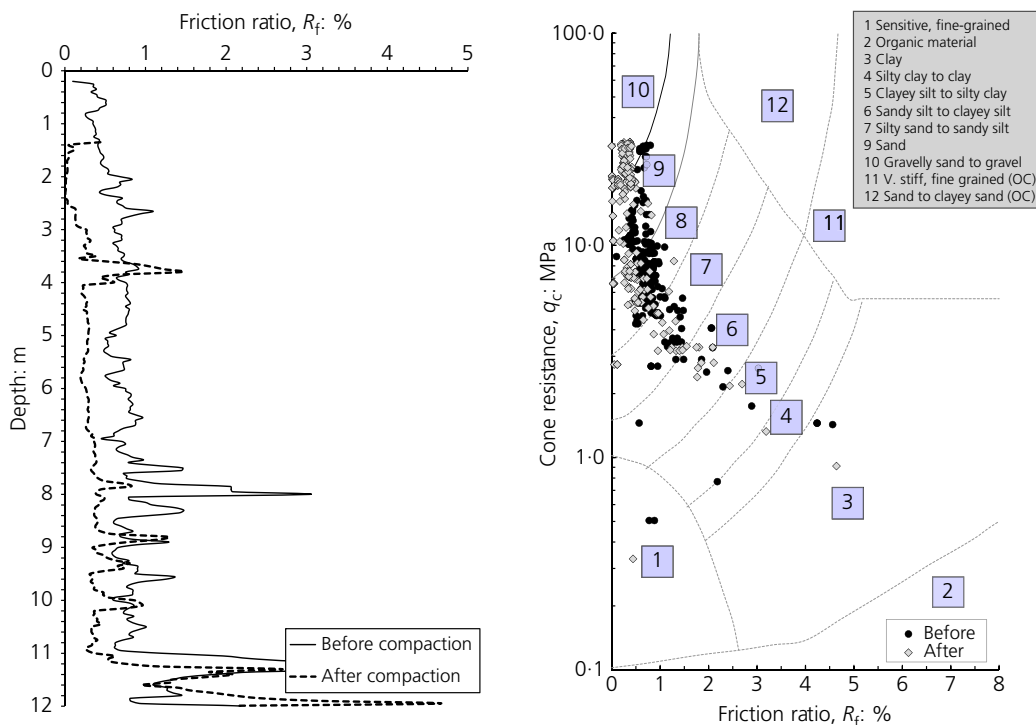 Friction ratio, Rf: %
0 1 2 3 4 5
0
1
2
3
4
5
6
7
8
9
10
11
12
Depth: m
Before compaction
After compaction
100·0
10·0
1·0
0·1
Cone resistance, qc: MPa
1 Sensitive, fine-grained
2 Organic material
3 Clay
4 Silty clay to clay
5 Clayey silt to silty clay
6 Sandy silt to clayey silt
7 Silty sand to sandy silt
9 Sand
10 Gravelly sand to gravel
11 V. stiff, fine grained (OC)
12 Sand to clayey sand (OC)
10
12
9
8
11
7
6
5
4
3
1
2
Before
After
0 1 2 3 4 5 6 7 8
Friction ratio, Rf: %